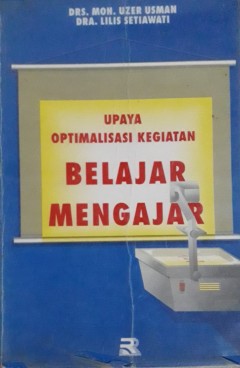 DRS. MOH. UZER USMAN
DRA. LILIS SETIAWATI
UPAYA
OPTIMALISASI KEGIATAN
BELAJAR
MENGAJAR